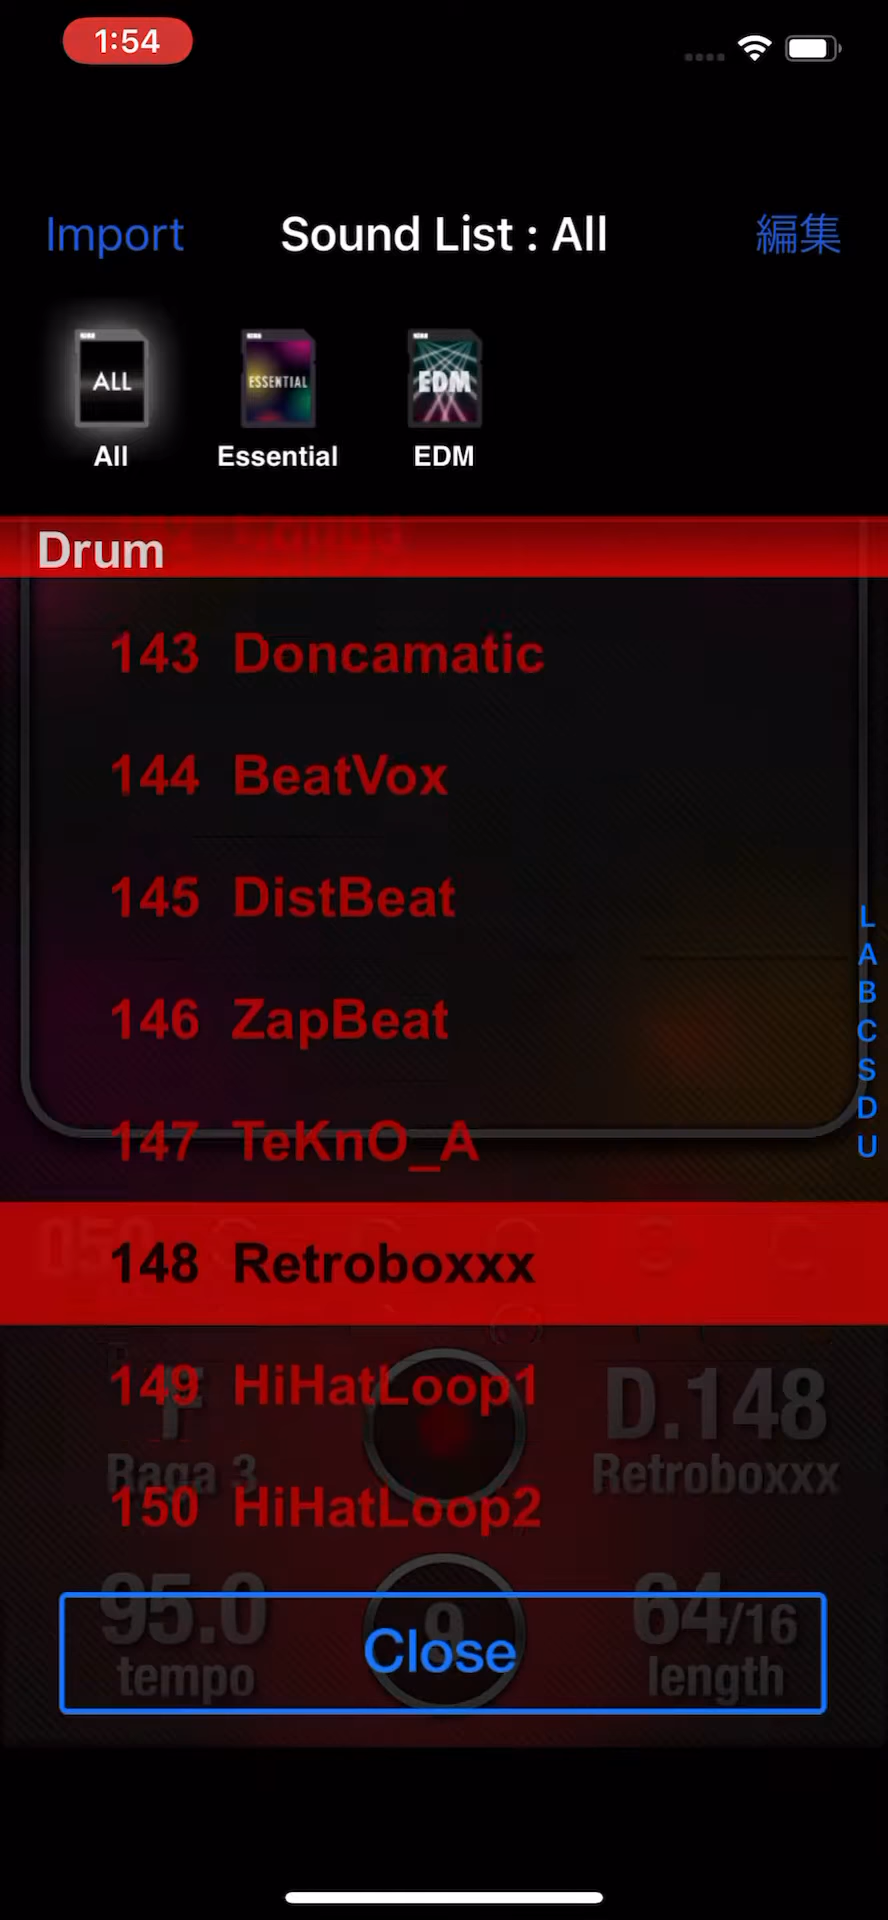 1:54
Import
Sound List : All
編集
ALL
ESSENTIAL
EDM
All
Essential
EDM
Drum
143 Doncamatic
144 BeatVox
145 DistBeat
146 ZapBeat
147 TeKnO_A
148 Retroboxxx
149 HiHatLoop1
150 HiHatLoop2
L
A
B
C
S
D
U
050
F
Raga 3
D.148
Retroboxxx
95.0
tempo
9
64/16
length
Close